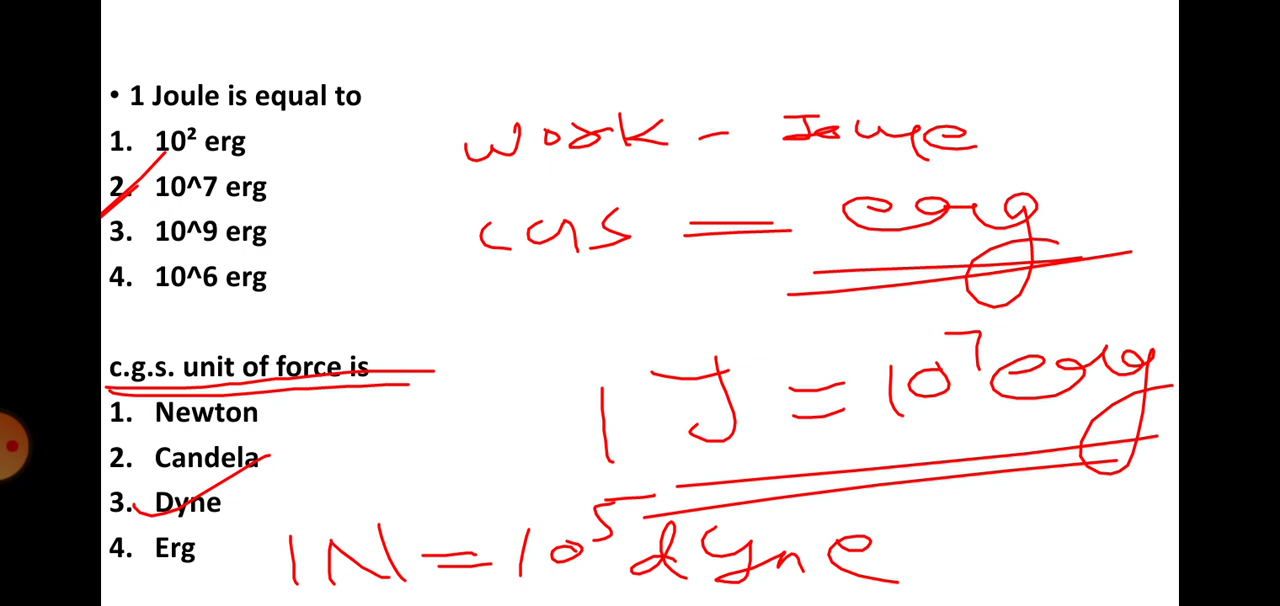 • 1 Joule is equal to
1. 10² erg
2. 10^7 erg
3. 10^9 erg
4. 10^6 erg
work - Joule
cgs = erg
c.g.s. unit of force is
1. Newton
2. Candela
3. Dyne
4. Erg
1 J = 10⁷ erg
1N = 10⁵ dyne